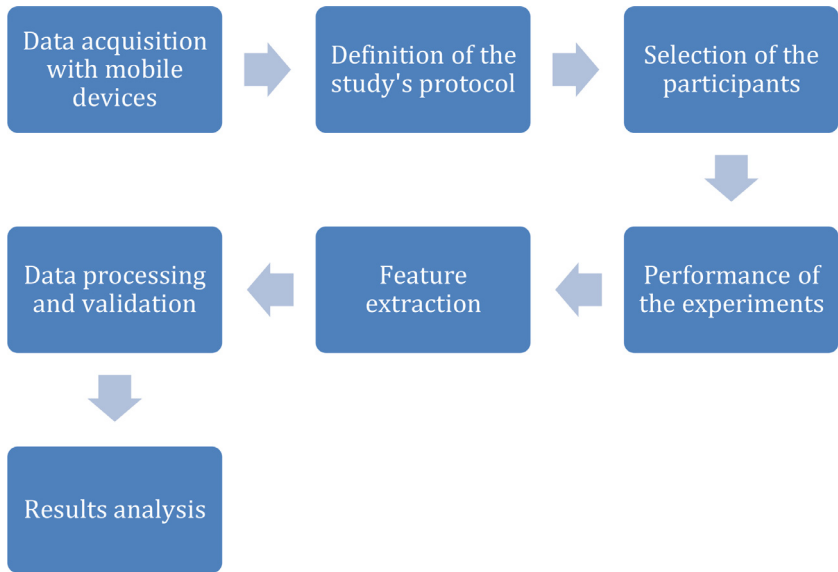 Data acquisition
with mobile
devices
Definition of the
study's protocol
Selection of the
participants
Performance of
the experiments
Feature
extraction
Data processing
and validation
Results analysis